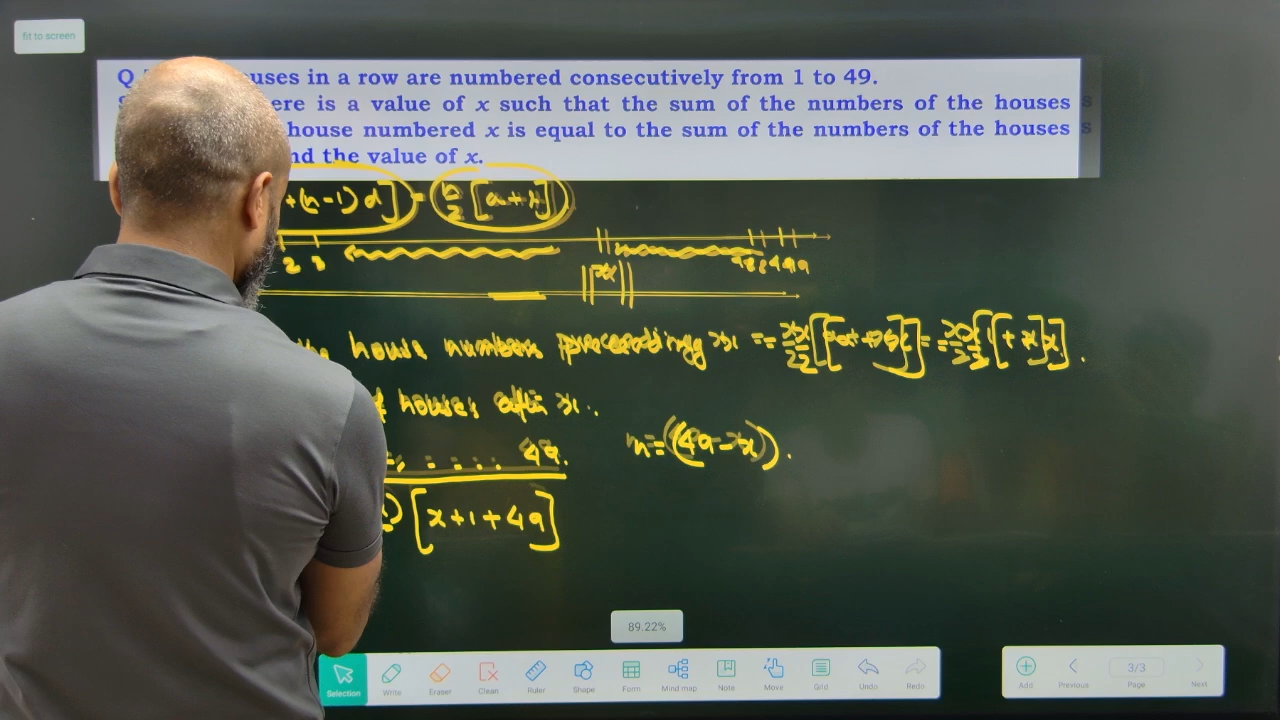 fit to screen
Q uses in a row are numbered consecutively from 1 to 49.
ere is a value of x such that the sum of the numbers of the houses
house numbered x is equal to the sum of the numbers of the houses
nd the value of x.
+(n-1)d] = n/2 [a+x]
2 3
x
house numbers preceeding x =
houses after x.
49. n=(49-x).
[x+1+49]
89.22%
Selection Write Eraser Clean Ruler Shape Form Mind map Note Move Grid Undo Redo
Add Previous 3/3 Page Next